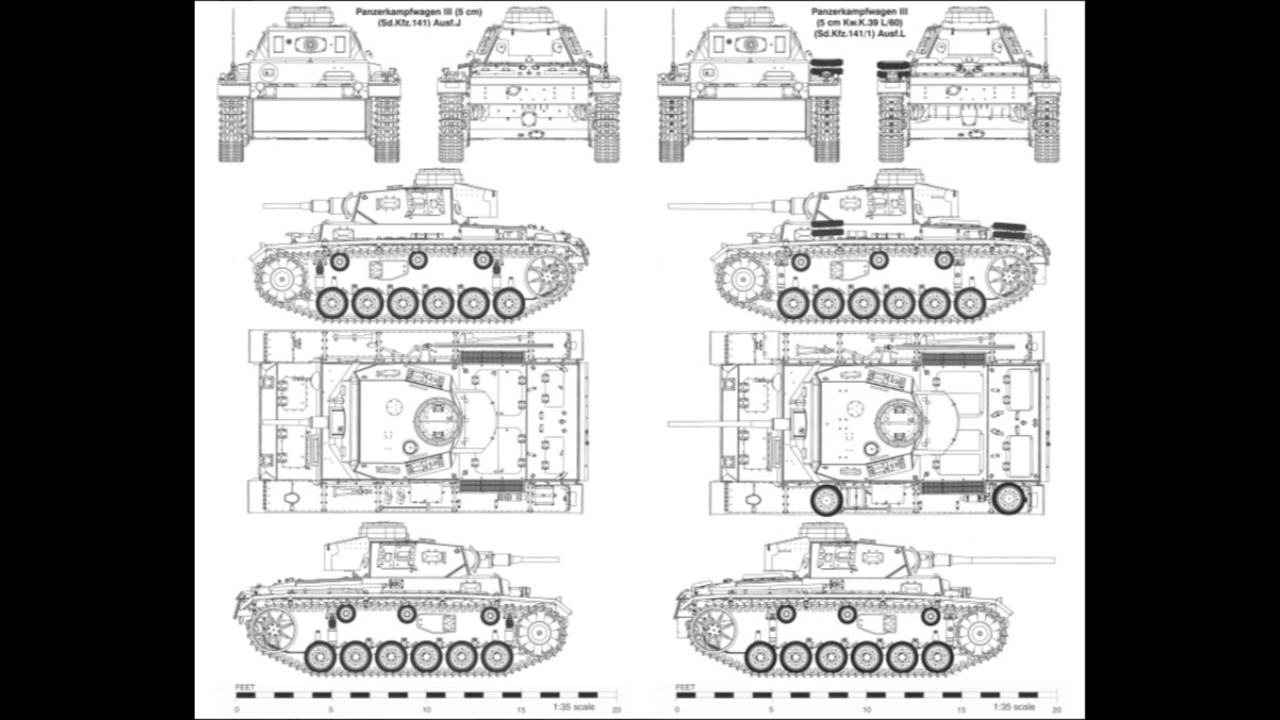 Panzerkampfwagen III (5 cm)
(Sd.Kfz.141) Ausf.J
Panzerkampfwagen III
(5 cm Kw.K.39 L/60)
(Sd.Kfz.141/1) Ausf.L
FEET
0 5 10 15 20
1:35 scale
FEET
0 5 10 15 20
1:35 scale